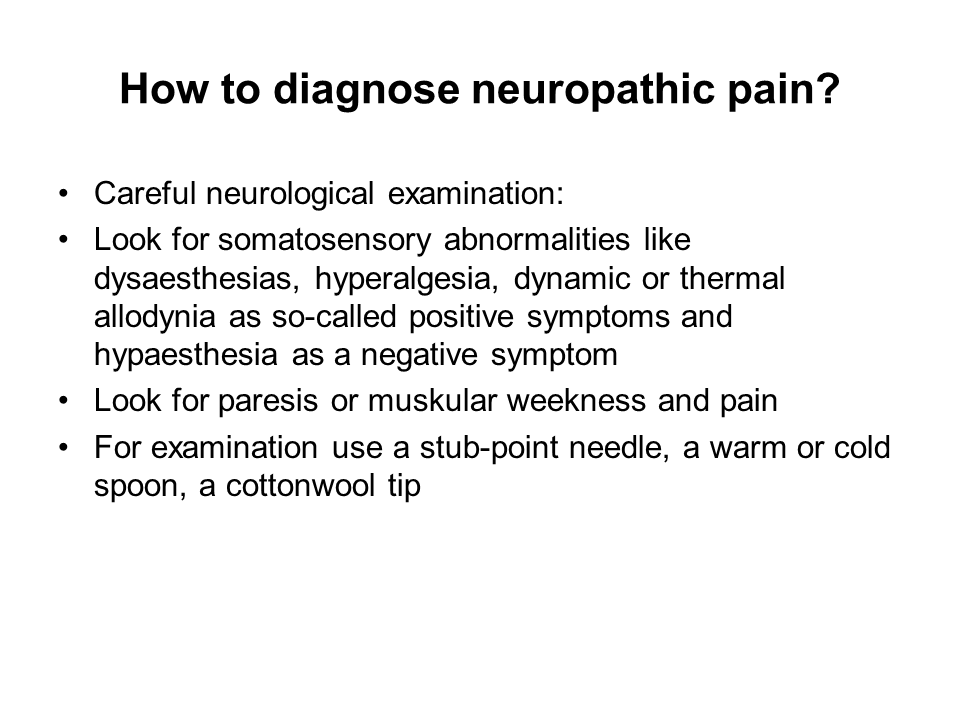 How to diagnose neuropathic pain?
• Careful neurological examination:
• Look for somatosensory abnormalities like
dysaesthesias, hyperalgesia, dynamic or thermal
allodynia as so-called positive symptoms and
hypaesthesia as a negative symptom
• Look for paresis or muskular weekness and pain
• For examination use a stub-point needle, a warm or cold
spoon, a cottonwool tip